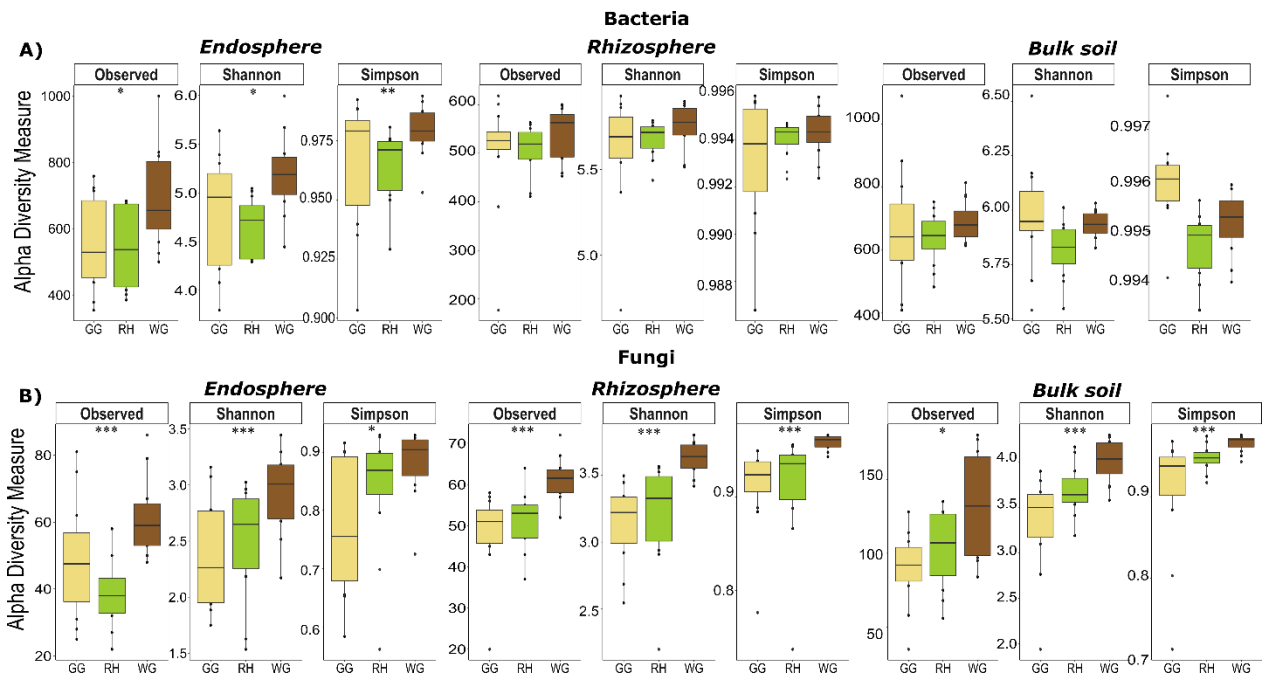 Bacteria
A)
Endosphere
Rhizosphere
Bulk soil
Observed
Shannon
Simpson
Observed
Shannon
Simpson
Observed
Shannon
Simpson
*
*
**
Alpha Diversity Measure
1000
800
600
400
6.0
5.5
5.0
4.5
4.0
0.975
0.950
0.925
0.900
600
500
400
300
200
5.5
5.0
0.996
0.994
0.992
0.990
0.988
1000
800
600
400
6.50
6.25
6.00
5.75
5.50
0.997
0.996
0.995
0.994
GG RH WG
GG RH WG
GG RH WG
GG RH WG
GG RH WG
GG RH WG
GG RH WG
GG RH WG
GG RH WG
Fungi
B)
Endosphere
Rhizosphere
Bulk soil
Observed
Shannon
Simpson
Observed
Shannon
Simpson
Observed
Shannon
Simpson
***
***
*
***
***
***
*
***
***
Alpha Diversity Measure
80
60
40
20
3.5
3.0
2.5
2.0
1.5
0.9
0.8
0.7
0.6
70
60
50
40
30
20
3.5
3.0
2.5
0.9
0.8
150
100
50
4.0
3.5
3.0
2.5
2.0
0.9
0.8
0.7
GG RH WG
GG RH WG
GG RH WG
GG RH WG
GG RH WG
GG RH WG
GG RH WG
GG RH WG
GG RH WG